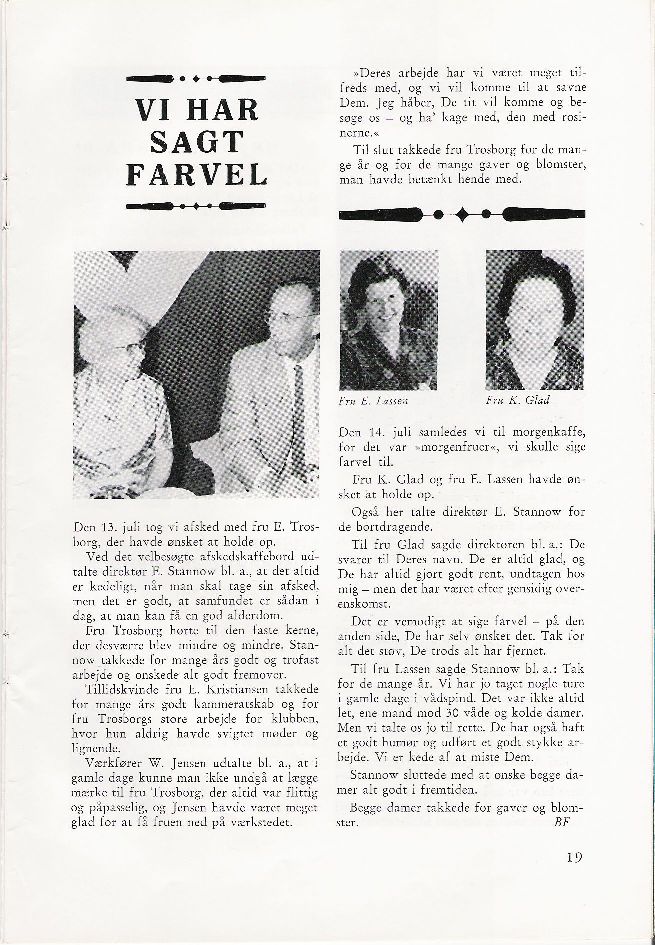 VI HAR
SAGT
FARVEL
Den 13. juli tog vi afsked med fru E. Tros-
borg, der havde ønsket at holde op.
Ved det velbesøgte afskedskaffebord ud-
talte direktør E. Stannow bl. a., at det altid
er kedeligt, når man skal tage sin afsked,
men det er godt, at samfundet er sådan i
dag, at man kan få en god alderdom.
Fru Trosborg hørte til den faste kerne,
der desværre blev mindre og mindre. Stan-
now takkede for mange års godt og trofast
arbejde og ønskede alt godt fremover.
Tillidskvinde fru E. Kristiansen takkede
for mange års godt kammeratskab og for
fru Trosborgs store arbejde for klubben,
hvor hun aldrig havde svigtet møder og
lignende.
Værkfører W. Jensen udtalte bl. a., at i
gamle dage kunne man ikke undgå at lægge
mærke til fru Trosborg, der altid var flittig
og påpasselig, og Jensen havde været meget
glad for at få fruen ned på værkstedet.
»Deres arbejde har vi været meget til-
freds med, og vi vil komme til at savne
Dem. Jeg håber, De tit vil komme og be-
søge os – og ha' kage med, den med rosi-
nerne.«
Til slut takkede fru Trosborg for de man-
ge år og for de mange gaver og blomster,
man havde betænkt hende med.
Fru E. Lassen
Fru K. Glad
Den 14. juli samledes vi til morgenkaffe,
for det var »morgenfruer«, vi skulle sige
farvel til.
Fru K. Glad og fru E. Lassen havde øn-
sket at holde op.
Også her talte direktør E. Stannow for
de bortdragende.
Til fru Glad sagde direktøren bl. a.: De
svarer til Deres navn. De er altid glad, og
De har altid gjort godt rent, undtagen hos
mig – men det har været efter gensidig over-
enskomst.
Det er vemodigt at sige farvel – på den
anden side, De har selv ønsket det. Tak for
alt det støv, De trods alt har fjernet.
Til fru Lassen sagde Stannow bl. a.: Tak
for de mange år. Vi har jo taget nogle ture
i gamle dage i vådspind. Det var ikke altid
let, ene mand mod 30 våde og kolde damer.
Men vi talte os jo til rette. De har også haft
et godt humør og udført et godt stykke ar-
bejde. Vi er kede af at miste Dem.
Stannow sluttede med at ønske begge da-
mer alt godt i fremtiden.
Begge damer takkede for gaver og blom-
ster. BF
19